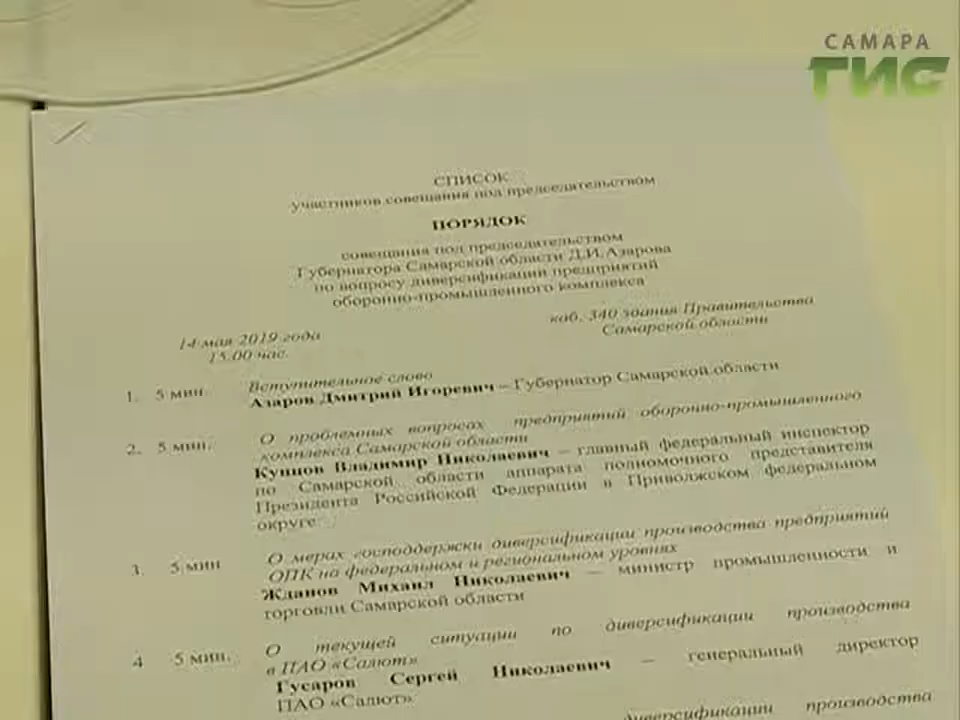 САМАРА
ГИС
СПИСОК
участников совещания под председательством
ПОРЯДОК
совещания под председательством
Губернатора Самарской области Д.И.Азарова
по вопросу диверсификации предприятий
оборонно-промышленного комплекса
14 мая 2019 года
15.00 час.
каб. 340 здания Правительства
Самарской области
1. 5 мин. Вступительное слово
Азаров Дмитрий Игоревич – Губернатор Самарской области
2. 5 мин. О проблемных вопросах предприятий оборонно-промышленного
комплекса Самарской области
Купцов Владимир Николаевич – главный федеральный инспектор
по Самарской области аппарата полномочного представителя
Президента Российской Федерации в Приволжском федеральном
округе
3. 5 мин О мерах господдержки диверсификации производства предприятий
ОПК на федеральном и региональном уровнях
Жданов Михаил Николаевич – министр промышленности и
торговли Самарской области
4 5 мин. О текущей ситуации по диверсификации производства
в ПАО «Салют»
Гусаров Сергей Николаевич – генеральный директор
ПАО «Салют»
диверсификации производства